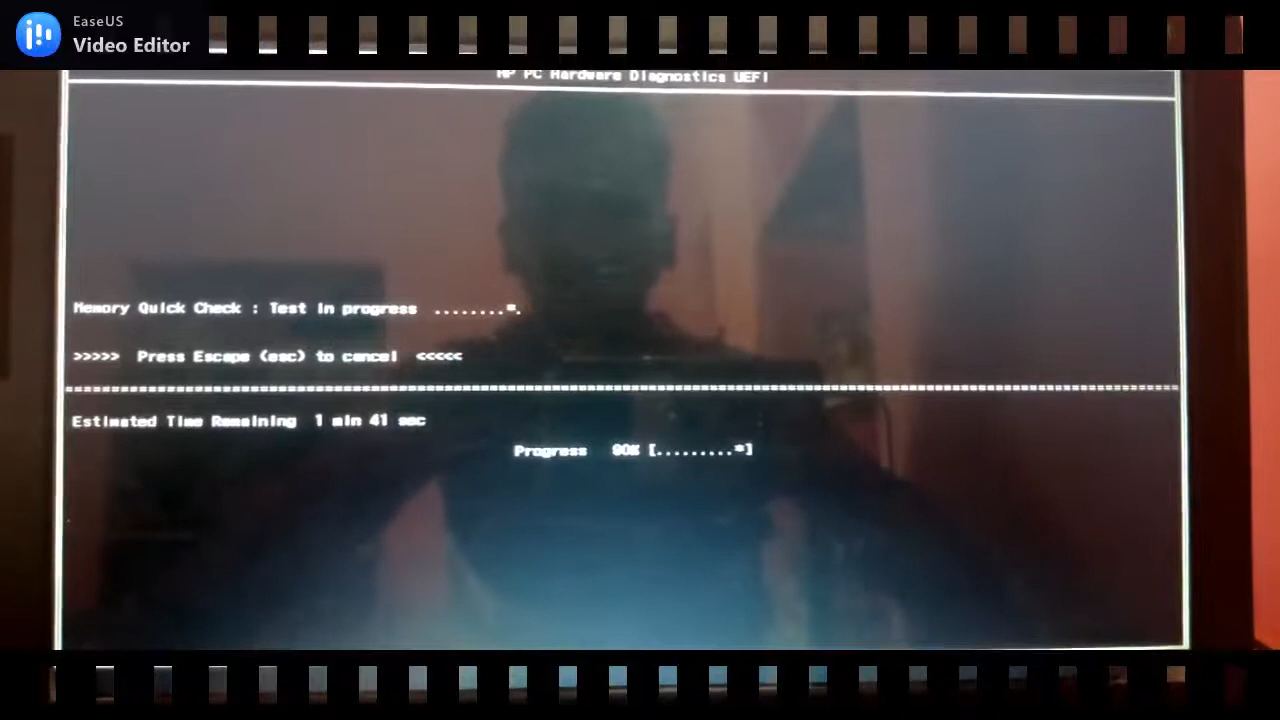 EaseUS
Video Editor
HP PC Hardware Diagnostics UEFI
Memory Quick Check : Test in progress ........*.
>>>>> Press Escape (esc) to cancel <<<<<
Estimated Time Remaining 1 min 41 sec
Progress 90% [.........*]